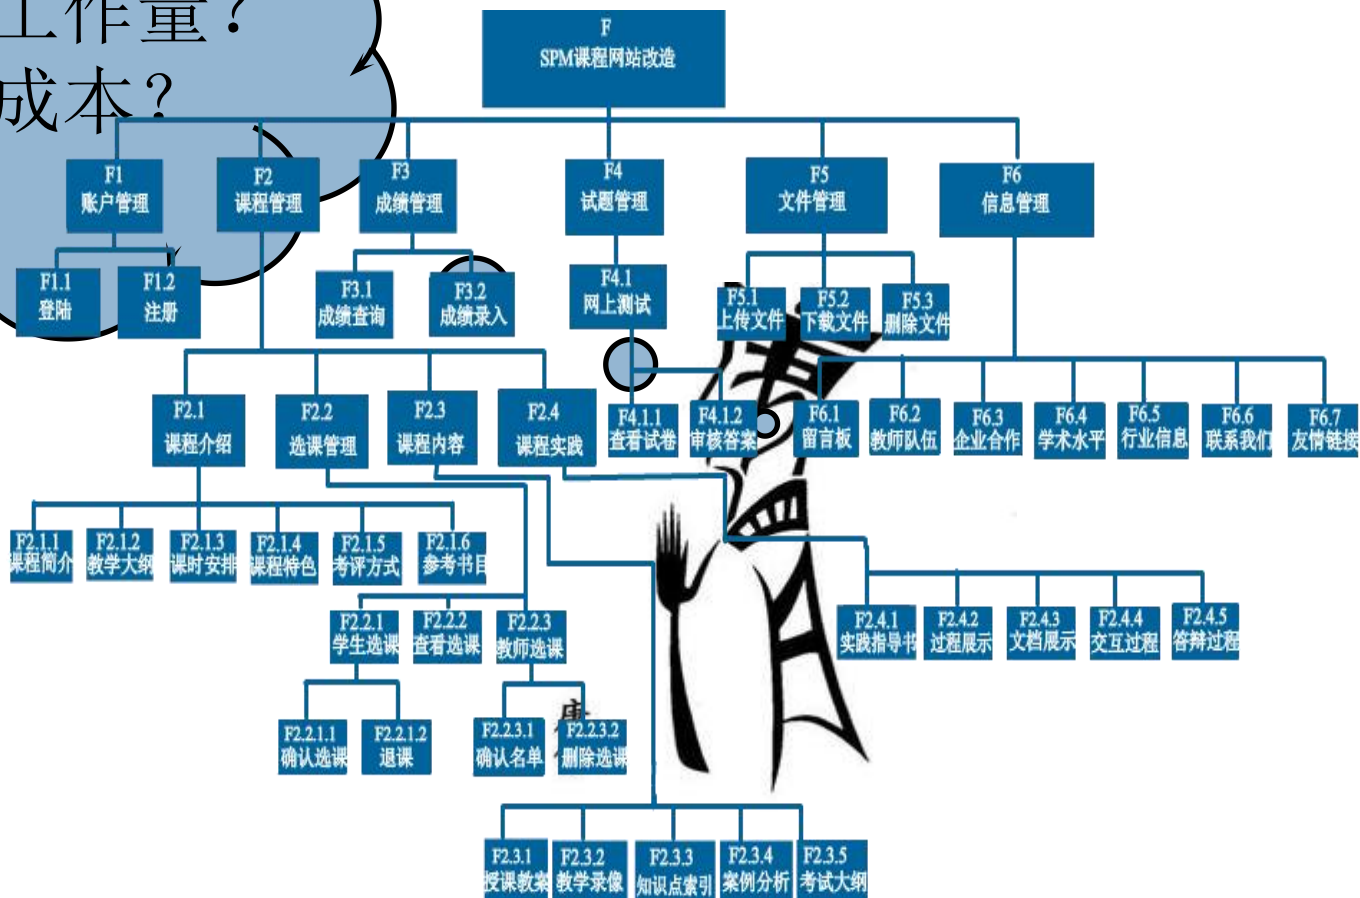 工作量？
成本？
F
SPM课程网站改造
F1
账户管理
F2
课程管理
F3
成绩管理
F4
试题管理
F5
文件管理
F6
信息管理
F1.1
登陆
F1.2
注册
F3.1
成绩查询
F3.2
成绩录入
F4.1
网上测试
F5.1
上传文件
F5.2
下载文件
F5.3
删除文件
F2.1
课程介绍
F2.2
选课管理
F2.3
课程内容
F2.4
课程实践
F4.1.1
查看试卷
F4.1.2
审核答案
F6.1
留言板
F6.2
教师队伍
F6.3
企业合作
F6.4
学术水平
F6.5
行业信息
F6.6
联系我们
F6.7
友情链接
F2.1.1
课程简介
F2.1.2
教学大纲
F2.1.3
课时安排
F2.1.4
课程特色
F2.1.5
考评方式
F2.1.6
参考书目
F2.2.1
学生选课
F2.2.2
查看选课
F2.2.3
教师选课
F2.4.1
实践指导书
F2.4.2
过程展示
F2.4.3
文档展示
F2.4.4
交互过程
F2.4.5
答辩过程
F2.2.1.1
确认选课
F2.2.1.2
退课
F2.2.3.1
确认名单
F2.2.3.2
删除选课
F2.3.1
授课教案
F2.3.2
教学录像
F2.3.3
知识点索引
F2.3.4
案例分析
F2.3.5
考试大纲